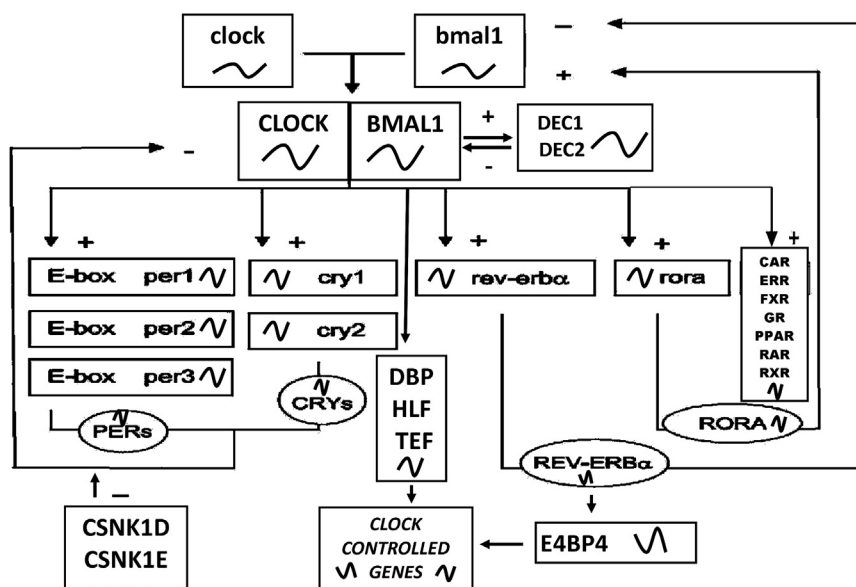 clock
bmal1
−
+
CLOCK
BMAL1
+
-
DEC1
DEC2
-
+
+
+
+
+
E-box per1
cry1
rev-erbα
rora
CAR
ERR
FXR
GR
PPAR
RAR
RXR
E-box per2
cry2
E-box per3
DBP
HLF
TEF
CRYs
PERs
RORA
REV-ERBα
−
CSNK1D
CSNK1E
CLOCK
CONTROLLED
GENES
E4BP4